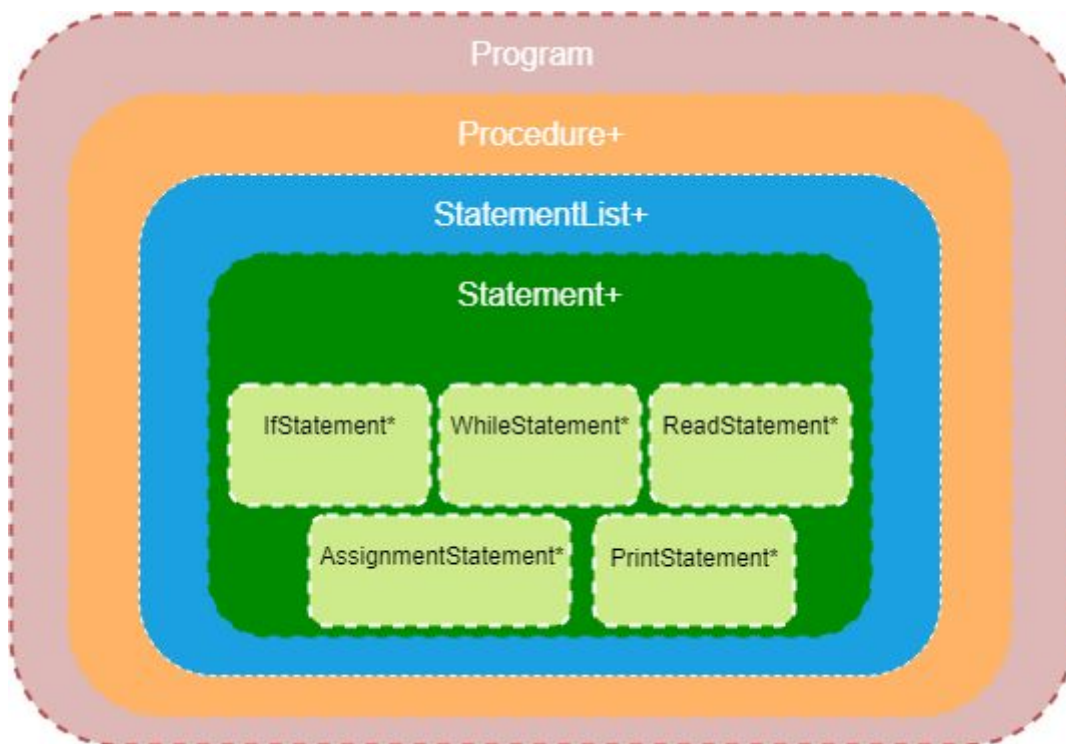 Program
Procedure+
StatementList+
Statement+
IfStatement* WhileStatement* ReadStatement*
AssignmentStatement* PrintStatement*